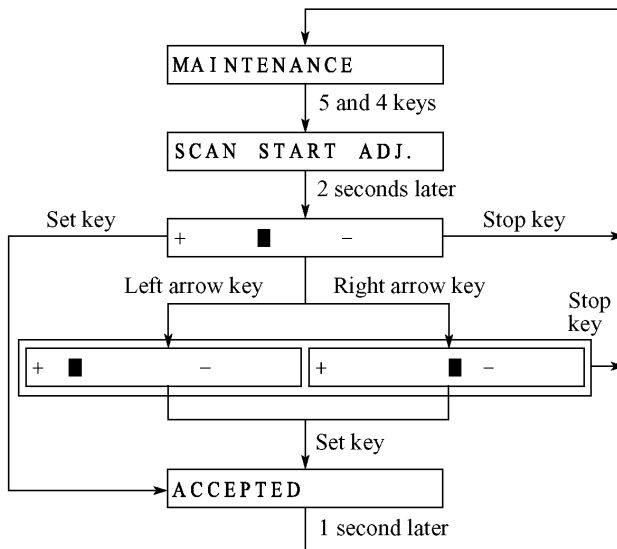 MAINTENANCE
5 and 4 keys
SCAN START ADJ.
2 seconds later
Set key
+ ■ −
Stop key
Left arrow key
Right arrow key
Stop
key
+ ■ −
+ ■ −
Set key
ACCEPTED
1 second later